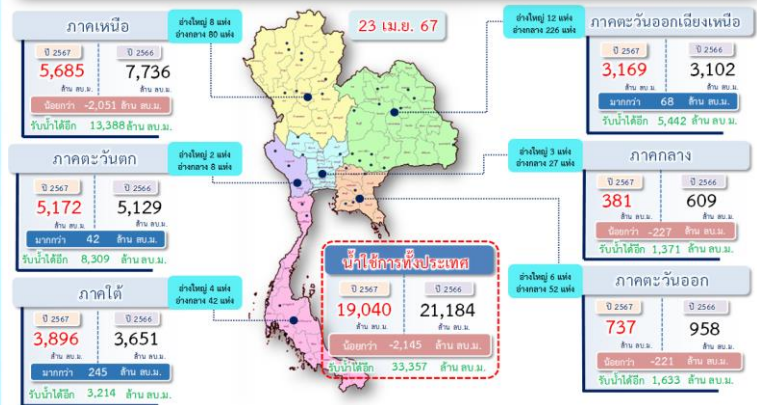 23 เม.ย. 67
ภาคเหนือ
อ่างใหญ่ 8 แห่ง
อ่างกลาง 80 แห่ง
ปี 2567 ปี 2566
5,685 7,736
ล้าน ลบ.ม. ล้าน ลบ.ม.
น้อยกว่า -2,051 ล้าน ลบ.ม.
รับน้ำได้อีก 13,388 ล้าน ลบ.ม.
อ่างใหญ่ 12 แห่ง
อ่างกลาง 226 แห่ง
ภาคตะวันออกเฉียงเหนือ
ปี 2567 ปี 2566
3,169 3,102
ล้าน ลบ.ม. ล้าน ลบ.ม.
มากกว่า 68 ล้าน ลบ.ม.
รับน้ำได้อีก 5,442 ล้าน ลบ.ม.
ภาคตะวันตก
อ่างใหญ่ 2 แห่ง
อ่างกลาง 8 แห่ง
ปี 2567 ปี 2566
5,172 5,129
ล้าน ลบ.ม. ล้าน ลบ.ม.
มากกว่า 42 ล้าน ลบ.ม.
รับน้ำได้อีก 8,309 ล้าน ลบ.ม.
อ่างใหญ่ 3 แห่ง
อ่างกลาง 27 แห่ง
ภาคกลาง
ปี 2567 ปี 2566
381 609
ล้าน ลบ.ม. ล้าน ลบ.ม.
น้อยกว่า -227 ล้าน ลบ.ม.
รับน้ำได้อีก 1,371 ล้าน ลบ.ม.
ภาคใต้
อ่างใหญ่ 4 แห่ง
อ่างกลาง 42 แห่ง
ปี 2567 ปี 2566
3,896 3,651
ล้าน ลบ.ม. ล้าน ลบ.ม.
มากกว่า 245 ล้าน ลบ.ม.
รับน้ำได้อีก 3,214 ล้าน ลบ.ม.
น้ำใช้การทั้งประเทศ
ปี 2567 ปี 2566
19,040 21,184
ล้าน ลบ.ม. ล้าน ลบ.ม.
น้อยกว่า -2,145 ล้าน ลบ.ม.
รับน้ำได้อีก 33,357 ล้าน ลบ.ม.
อ่างใหญ่ 6 แห่ง
อ่างกลาง 52 แห่ง
ภาคตะวันออก
ปี 2567 ปี 2566
737 958
ล้าน ลบ.ม. ล้าน ลบ.ม.
น้อยกว่า -221 ล้าน ลบ.ม.
รับน้ำได้อีก 1,633 ล้าน ลบ.ม.